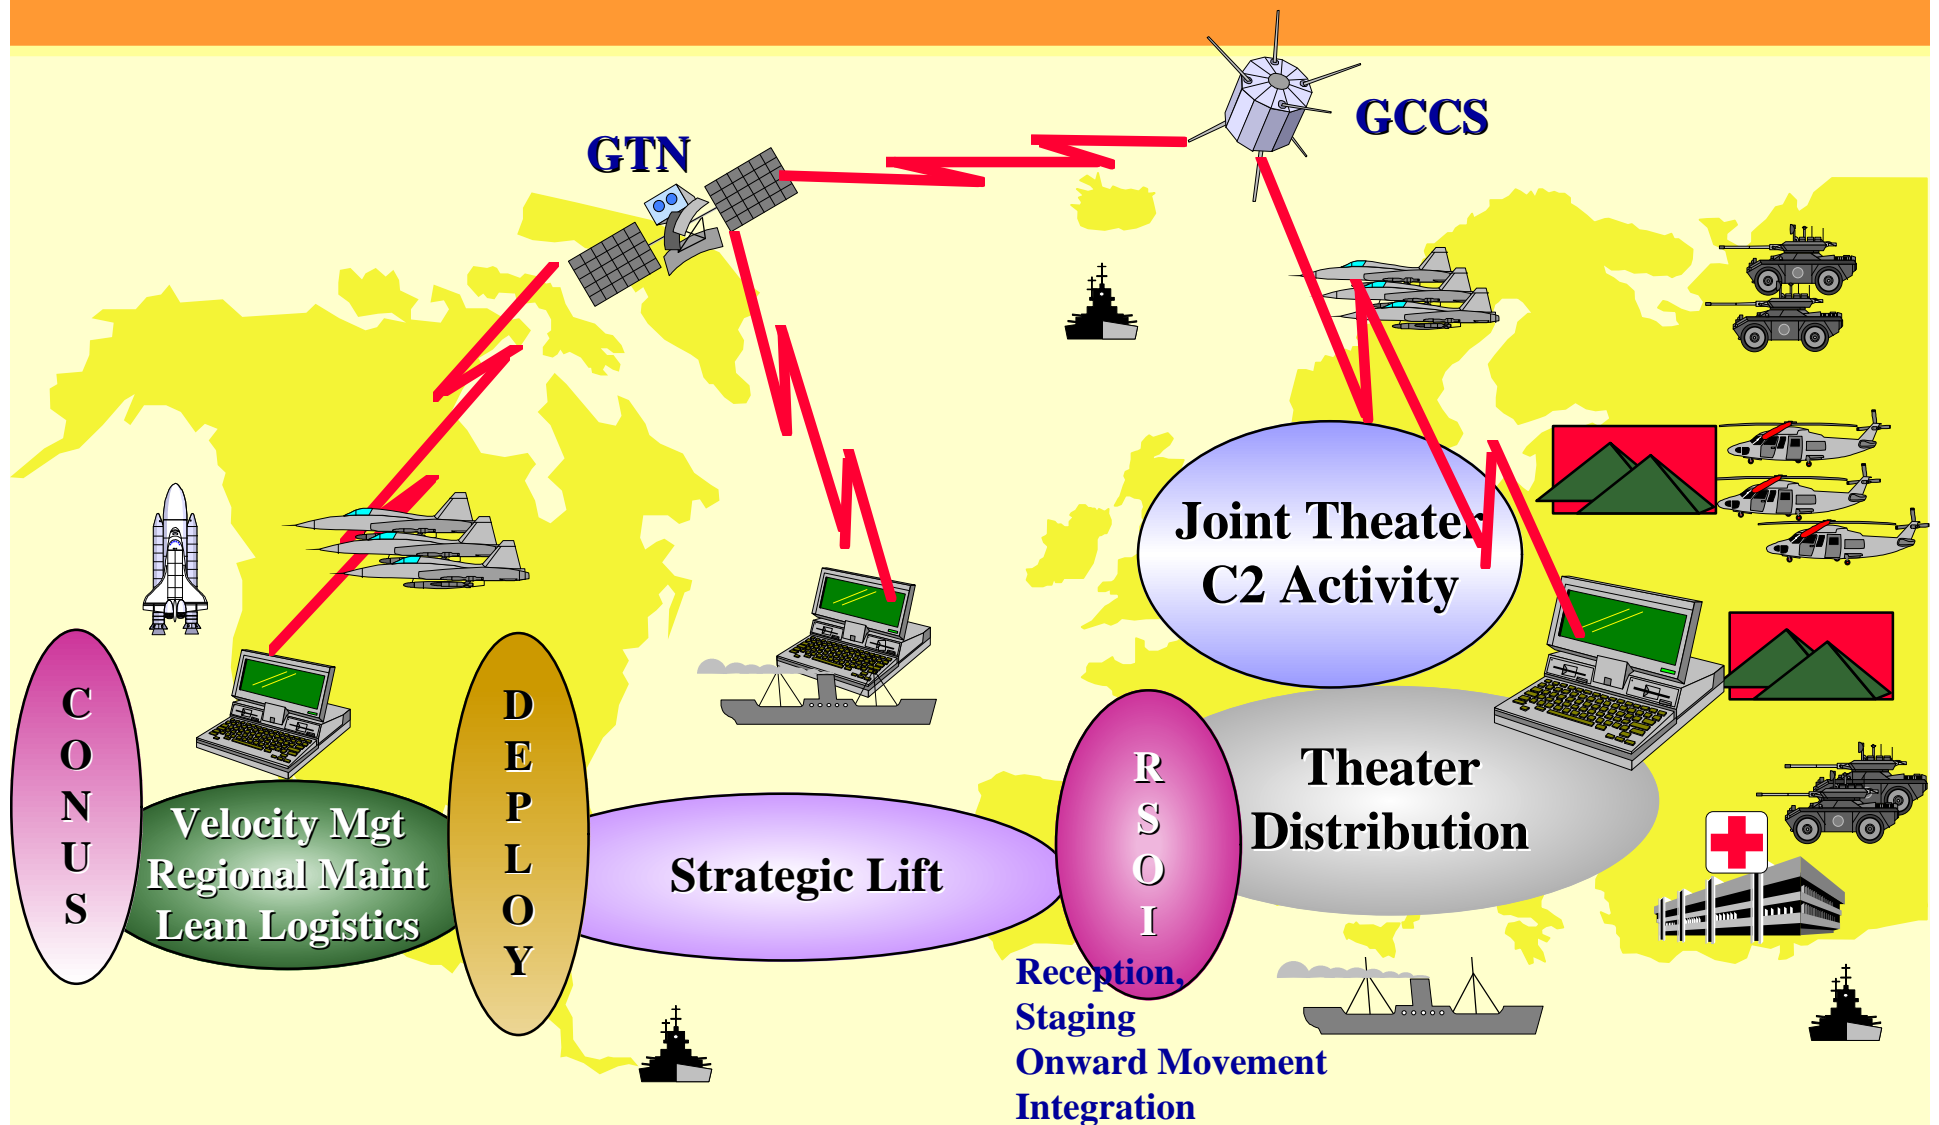 GCCS
GTN
Joint Theater
C2 Activity
C
O
N
U
S
Velocity Mgt
Regional Maint
Lean Logistics
D
E
P
L
O
Y
Strategic Lift
R
S
O
I
Theater
Distribution
Reception,
Staging
Onward Movement
Integration